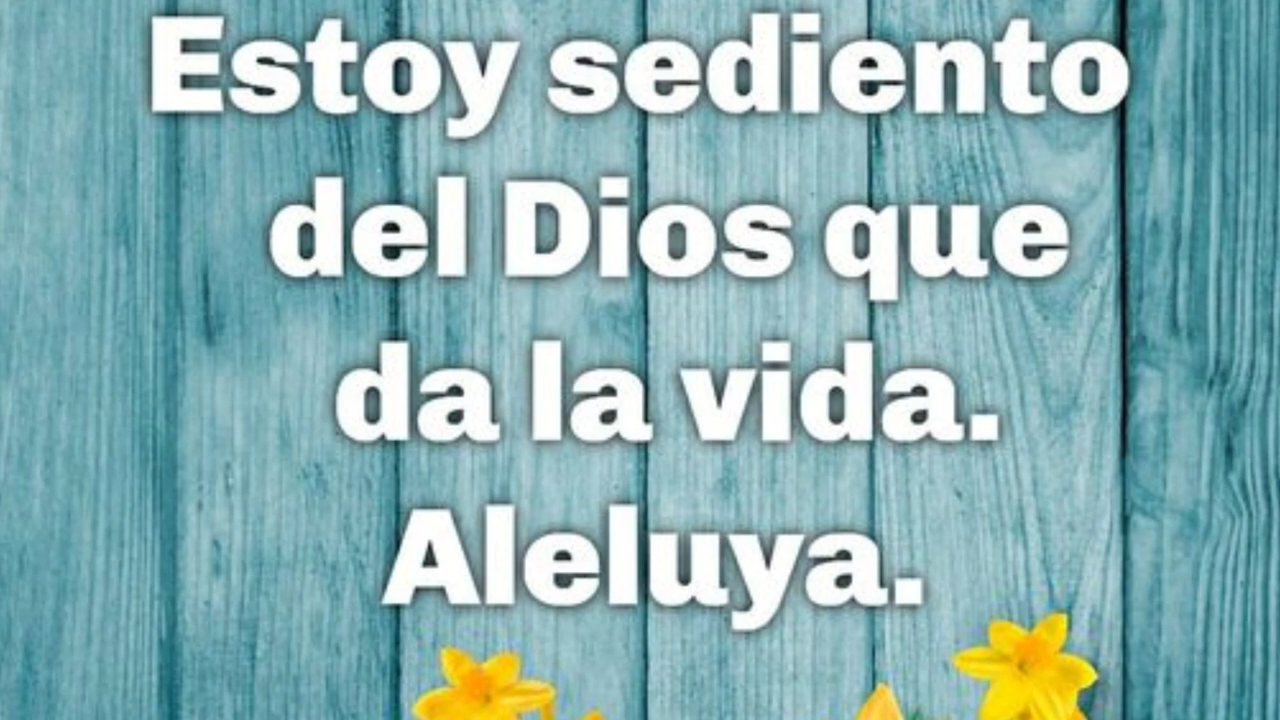 Estoy sediento
del Dios que
da la vida.
Aleluya.